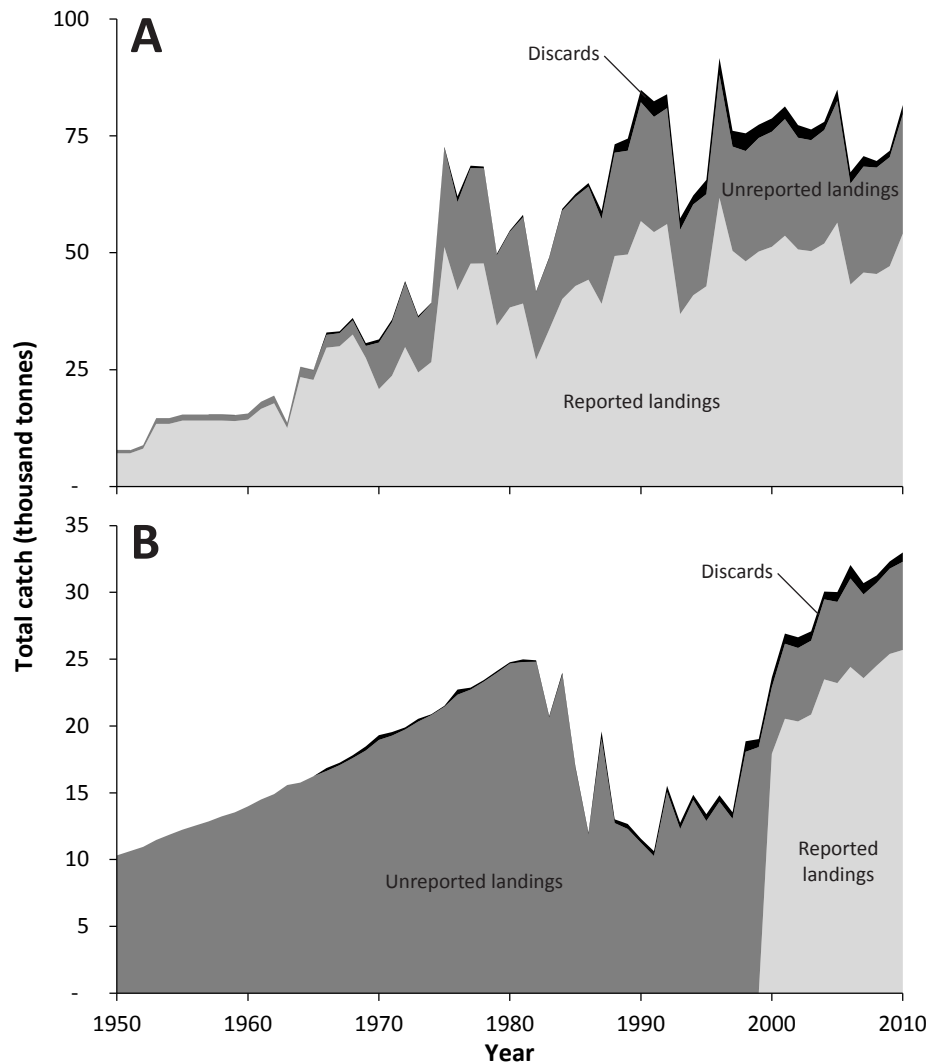 Total catch (thousand tonnes)
A
100
75
50
25
-
Discards
Unreported landings
Reported landings
B
35
30
25
20
15
10
5
-
Discards
Unreported landings
Reported
landings
1950
1960
1970
1980
1990
2000
2010
Year